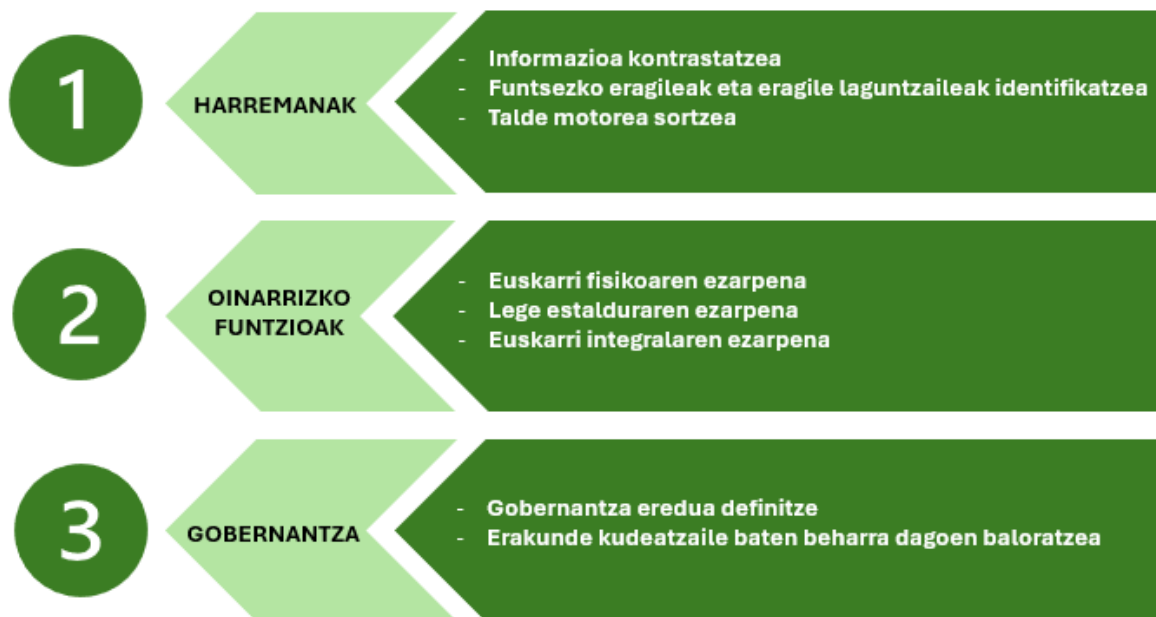 1
HARREMANAK
- Informazioa kontrastatzea
- Funtsezko eragileak eta eragile laguntzaileak identifikatzea
- Talde motorea sortzea
2
OINARRIZKO
FUNTZIOAK
- Euskarri fisikoaren ezarpena
- Lege estalduraren ezarpena
- Euskarri integralaren ezarpena
3
GOBERNANTZA
- Gobernantza eredua definitze
- Erakunde kudeatzaile baten beharra dagoen baloratzea